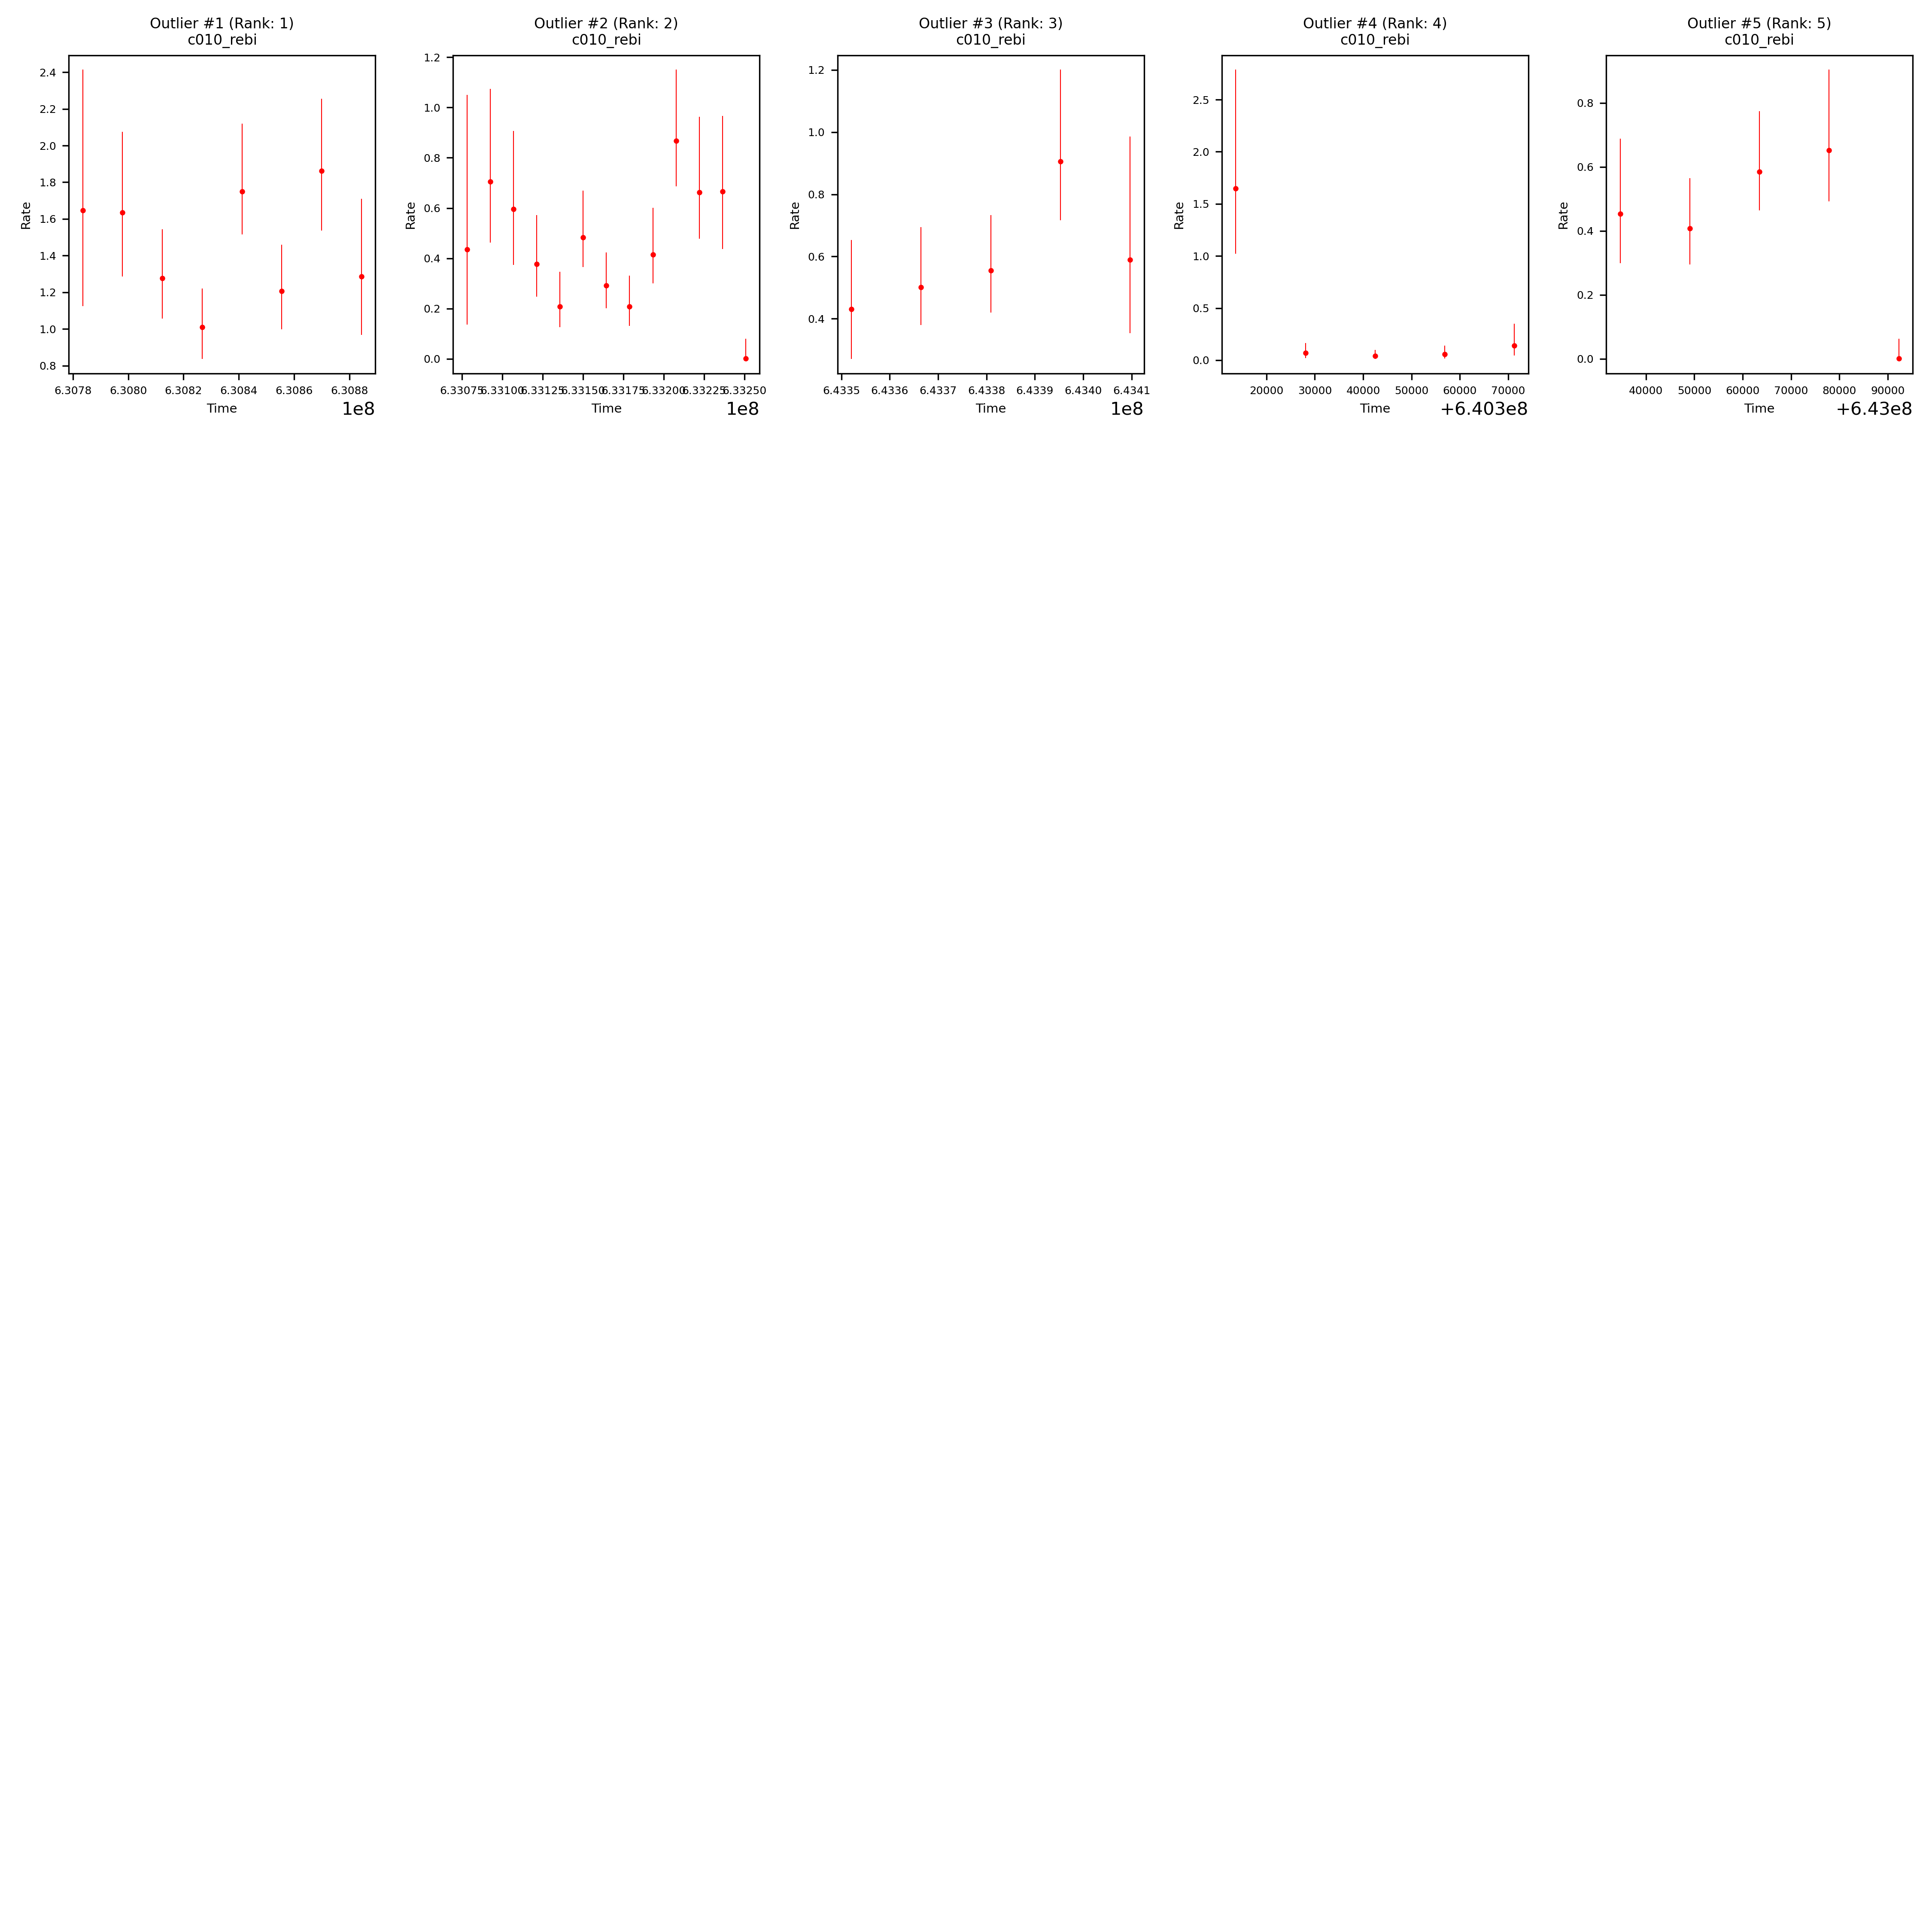 Outlier #1 (Rank: 1)
c010_rebi
Rate
2.4
2.2
2.0
1.8
1.6
1.4
1.2
1.0
0.8
6.3078 6.3080 6.3082 6.3084 6.3086 6.3088
Time
1e8
Outlier #2 (Rank: 2)
c010_rebi
Rate
1.2
1.0
0.8
0.6
0.4
0.2
0.0
6.33075 6.33100 6.33125 6.33150 6.33175 6.33200 6.33225 6.33250
Time
1e8
Outlier #3 (Rank: 3)
c010_rebi
Rate
1.2
1.0
0.8
0.6
0.4
6.4335 6.4336 6.4337 6.4338 6.4339 6.4340 6.4341
Time
1e8
Outlier #4 (Rank: 4)
c010_rebi
Rate
2.5
2.0
1.5
1.0
0.5
0.0
20000 30000 40000 50000 60000 70000
Time
+6.403e8
Outlier #5 (Rank: 5)
c010_rebi
Rate
0.8
0.6
0.4
0.2
0.0
40000 50000 60000 70000 80000 90000
Time
+6.43e8